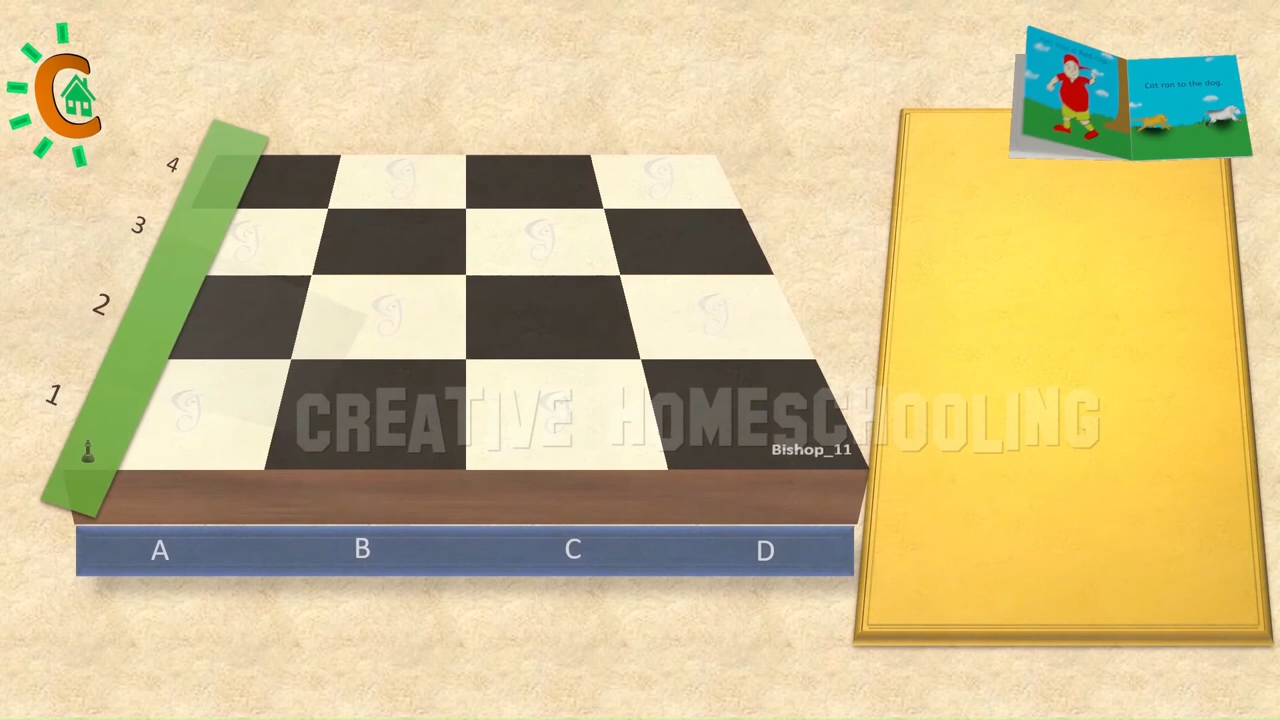 C
Cat ran to the dog.
4
3
2
1
CREATIVE HOMESCHOOLING
Bishop_11
A B C D